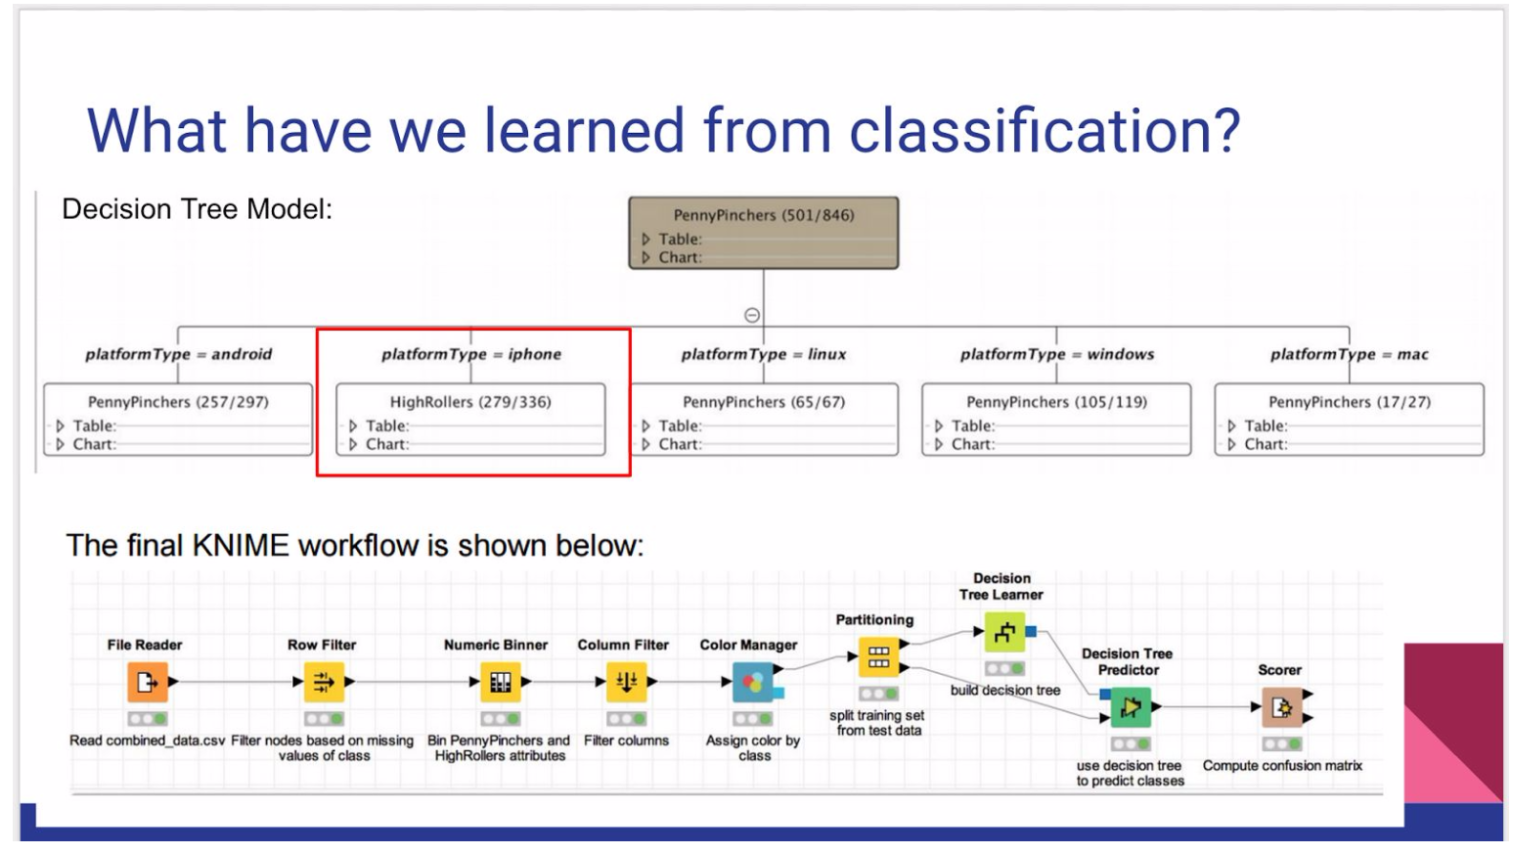 What have we learned from classification?
Decision Tree Model:
PennyPinchers (501/846)
Table:
Chart:
platformType = android
platformType = iphone
platformType = linux
platformType = windows
platformType = mac
PennyPinchers (257/297)
Table:
Chart:
HighRollers (279/336)
Table:
Chart:
PennyPinchers (65/67)
Table:
Chart:
PennyPinchers (105/119)
Table:
Chart:
PennyPinchers (17/27)
Table:
Chart:
The final KNIME workflow is shown below:
File Reader
Read combined_data.csv
Row Filter
Filter nodes based on missing
values of class
Numeric Binner
Bin PennyPinchers and
HighRollers attributes
Column Filter
Filter columns
Color Manager
Assign color by
class
Partitioning
split training set
from test data
Decision
Tree Learner
build decision tree
Decision Tree
Predictor
use decision tree
to predict classes
Scorer
Compute confusion matrix